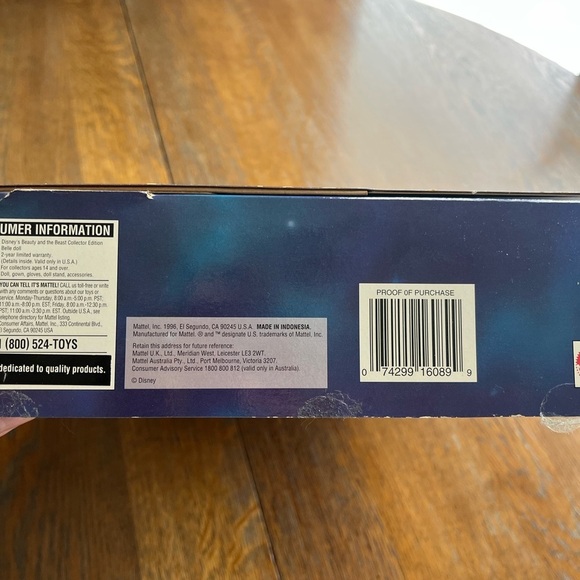 UMER INFORMATION
Disney's Beauty and the Beast Collector Edition
Belle doll
2-year limited warranty.
(Details inside. Valid only in U.S.A.)
For collectors ages 14 and over.
Doll, gown, gloves, doll stand, accessories.
YOU CAN TELL IT'S MATTEL! CALL us toll-free or write
with any comments or questions about our toys or
service, Monday-Thursday, 8:00 a.m.-5:00 p.m. PST;
11:00 a.m.-8:00 p.m. EST, Friday, 8:00 a.m.-12:30 p.m.
PST; 11:00 a.m.-3:30 p.m. EST. Outside U.S.A., see
telephone directory for Mattel listing.
Consumer Affairs, Mattel, Inc. 333 Continental Blvd.,
El Segundo, CA 90245 USA
1 (800) 524-TOYS
dedicated to quality products.
Mattel, Inc. 1996, El Segundo, CA 90245 U.S.A. MADE IN INDONESIA.
Manufactured for Mattel. ® and ™ designate U.S. trademarks of Mattel, Inc.
Retain this address for future reference:
Mattel U.K., Ltd., Meridian West, Leicester LE3 2WT.
Mattel Australia Pty., Ltd., Port Melbourne, Victoria 3207.
Consumer Advisory Service 1800 800 812 (valid only in Australia).
© Disney
PROOF OF PURCHASE
0 74299 16089 9